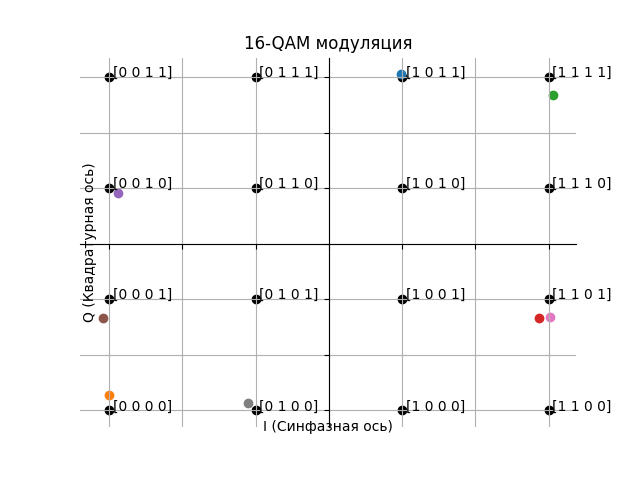 16-QAM модуляция
[0 0 1 1] [0 1 1 1] [1 0 1 1] [1 1 1 1]
[0 0 1 0] [0 1 1 0] [1 0 1 0] [1 1 1 0]
Q (Квадратурная ось)
[0 0 0 1] [0 1 0 1] [1 0 0 1] [1 1 0 1]
[0 0 0 0] [0 1 0 0] [1 0 0 0] [1 1 0 0]
I (Синфазная ось)